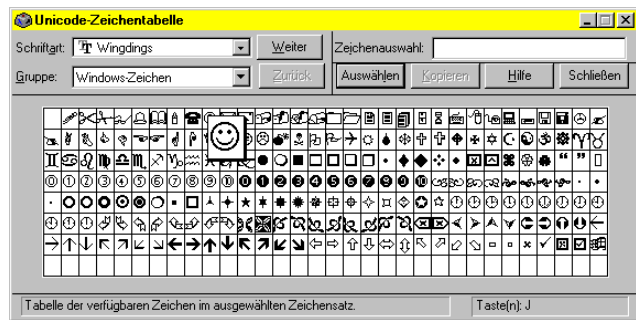 Unicode-Zeichentabelle
Schriftart: Wingdings Weiter Zeichenauswahl:
Gruppe: Windows-Zeichen Zurück Auswählen Kopieren Hilfe Schließen
Tabelle der verfügbaren Zeichen im ausgewählten Zeichensatz. Taste(n): J